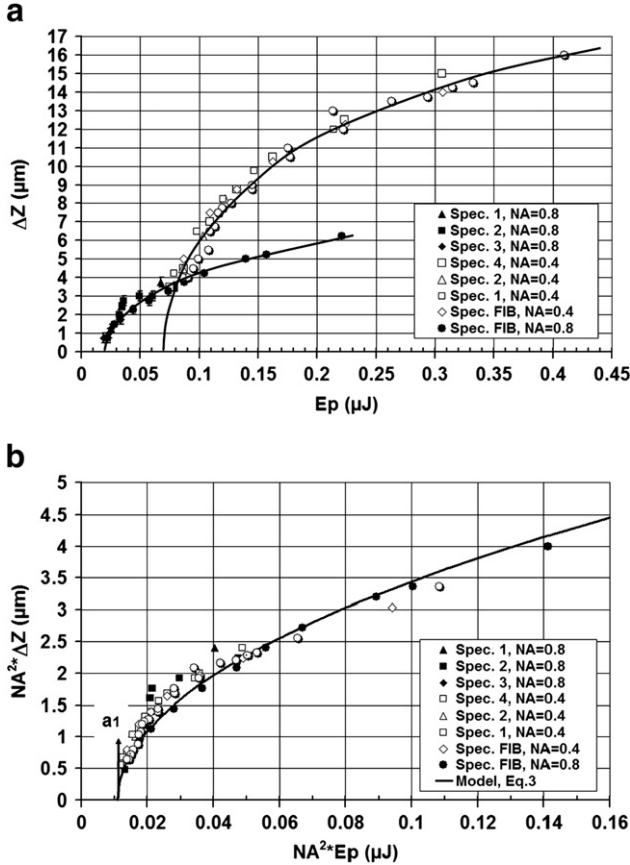 a
17
16
15
14
13
12
11
10
9
8
7
6
5
4
3
2
1
0
ΔZ (μm)
Spec. 1, NA=0.8
Spec. 2, NA=0.8
Spec. 3, NA=0.8
Spec. 4, NA=0.4
Spec. 2, NA=0.4
Spec. 1, NA=0.4
Spec. FIB, NA=0.4
Spec. FIB, NA=0.8
0 0.05 0.1 0.15 0.2 0.25 0.3 0.35 0.4 0.45
Ep (μJ)
b
5
4.5
4
3.5
3
2.5
2
1.5
1
0.5
0
NA²*ΔZ (μm)
a1
Spec. 1, NA=0.8
Spec. 2, NA=0.8
Spec. 3, NA=0.8
Spec. 4, NA=0.4
Spec. 2, NA=0.4
Spec. 1, NA=0.4
Spec. FIB, NA=0.4
Spec. FIB, NA=0.8
Model, Eq.3
0 0.02 0.04 0.06 0.08 0.1 0.12 0.14 0.16
NA²*Ep (μJ)